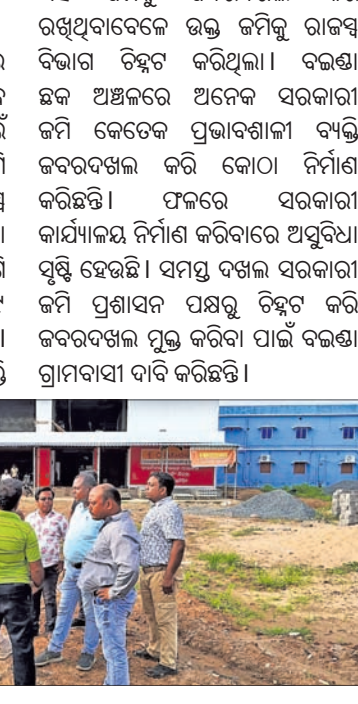 ରଖିଥିବାବେଳେ ଉକ୍ତ ଜମିକୁ ରାଜସ୍ୱ
ବିଭାଗ ଚିହ୍ନଟ କରିଥିଲା। ବଇଣ୍ଡା
ଛକ ଅଞ୍ଚଳରେ ଅନେକ ସରକାରୀ
ଜମି କେତେକ ପ୍ରଭାବଶାଳୀ ବ୍ୟକ୍ତି
ଜବରଦଖଲ କରି କୋଠା ନିର୍ମାଣ
କରିଛନ୍ତି। ଫଳରେ ସରକାରୀ
କାର୍ଯ୍ୟାଳୟ ନିର୍ମାଣ କରିବାରେ ଅସୁବିଧା
ସୃଷ୍ଟି ହେଉଛି। ସମସ୍ତ ଦଖଲ ସରକାରୀ
ଜମି ପ୍ରଶାସନ ପକ୍ଷରୁ ଚିହ୍ନଟ କରି
ଜବରଦଖଲ ମୁକ୍ତ କରିବା ପାଇଁ ବଇଣ୍ଡା
ଗ୍ରାମବାସୀ ଦାବି କରିଛନ୍ତି।